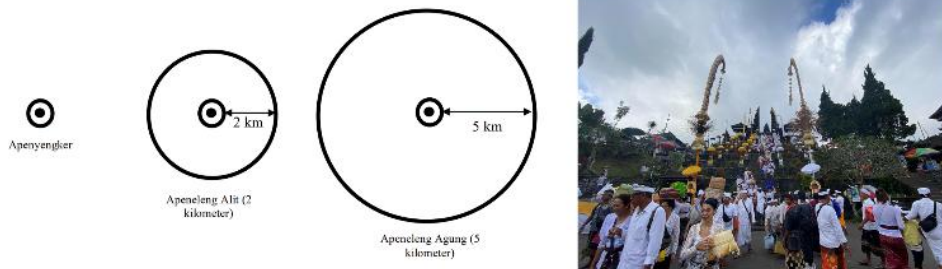 Apenyengker
2 km
Apeneleng Alit (2
kilometer)
5 km
Apeneleng Agung (5
kilometer)